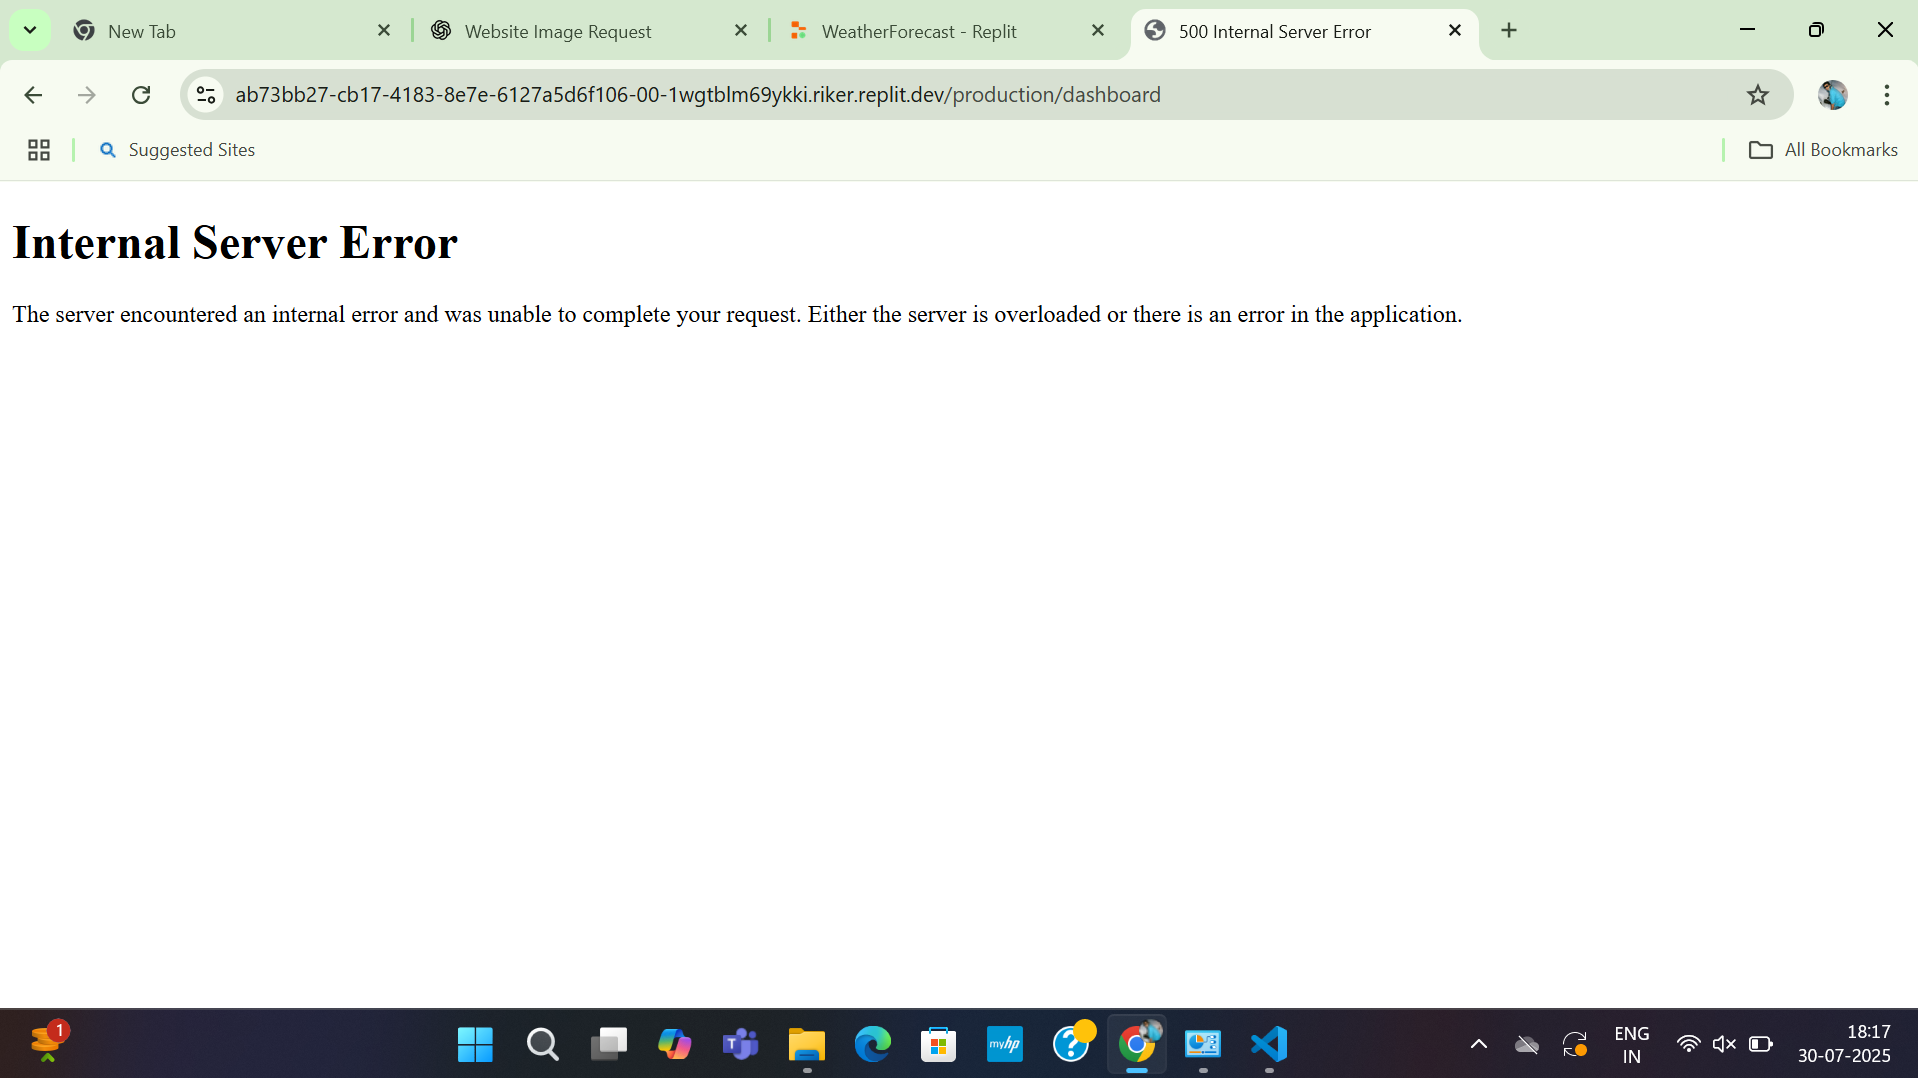 New Tab
Website Image Request
WeatherForecast - Replit
500 Internal Server Error
ab73bb27-cb17-4183-8e7e-6127a5d6f106-00-1wgtblm69ykki.riker.replit.dev/production/dashboard
Suggested Sites
All Bookmarks
Internal Server Error
The server encountered an internal error and was unable to complete your request. Either the server is overloaded or there is an error in the application.
1
T
myhp
?
ENG
IN
18:17
30-07-2025